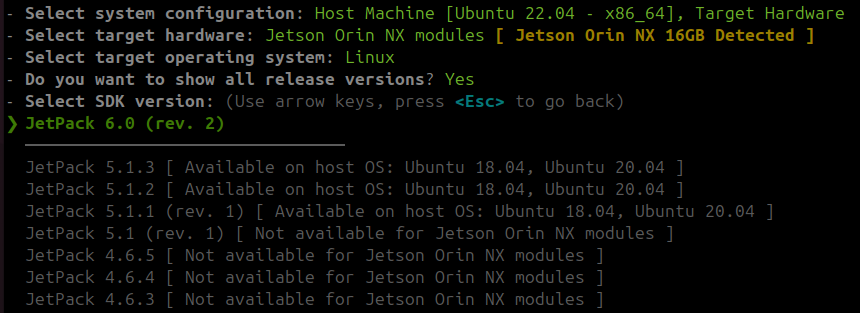 - Select system configuration: Host Machine [Ubuntu 22.04 - x86_64], Target Hardware
- Select target hardware: Jetson Orin NX modules [ Jetson Orin NX 16GB Detected ]
- Select target operating system: Linux
- Do you want to show all release versions? Yes
- Select SDK version: (Use arrow keys, press <Esc> to go back)
❯ JetPack 6.0 (rev. 2)
JetPack 5.1.3 [ Available on host OS: Ubuntu 18.04, Ubuntu 20.04 ]
JetPack 5.1.2 [ Available on host OS: Ubuntu 18.04, Ubuntu 20.04 ]
JetPack 5.1.1 (rev. 1) [ Available on host OS: Ubuntu 18.04, Ubuntu 20.04 ]
JetPack 5.1 (rev. 1) [ Not available for Jetson Orin NX modules ]
JetPack 4.6.5 [ Not available for Jetson Orin NX modules ]
JetPack 4.6.4 [ Not available for Jetson Orin NX modules ]
JetPack 4.6.3 [ Not available for Jetson Orin NX modules ]